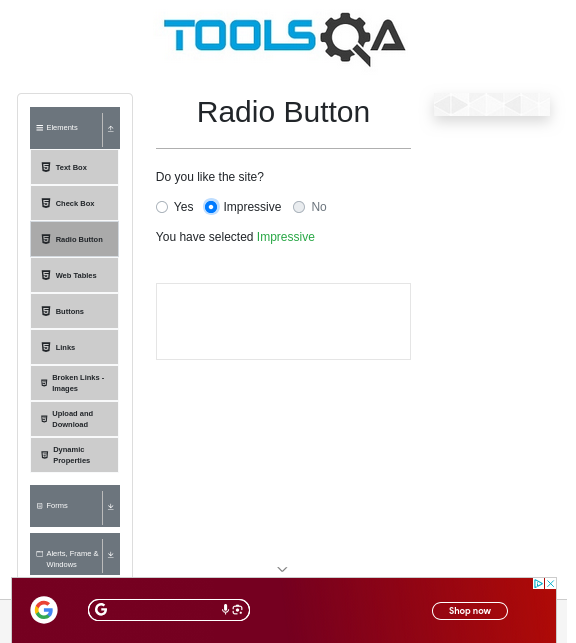 TOOLSQA
Elements
Text Box
Check Box
Radio Button
Web Tables
Buttons
Links
Broken Links -
Images
Upload and
Download
Dynamic
Properties
Forms
Alerts, Frame &
Windows
Radio Button
Do you like the site?
Yes Impressive No
You have selected Impressive
G
G
Shop now